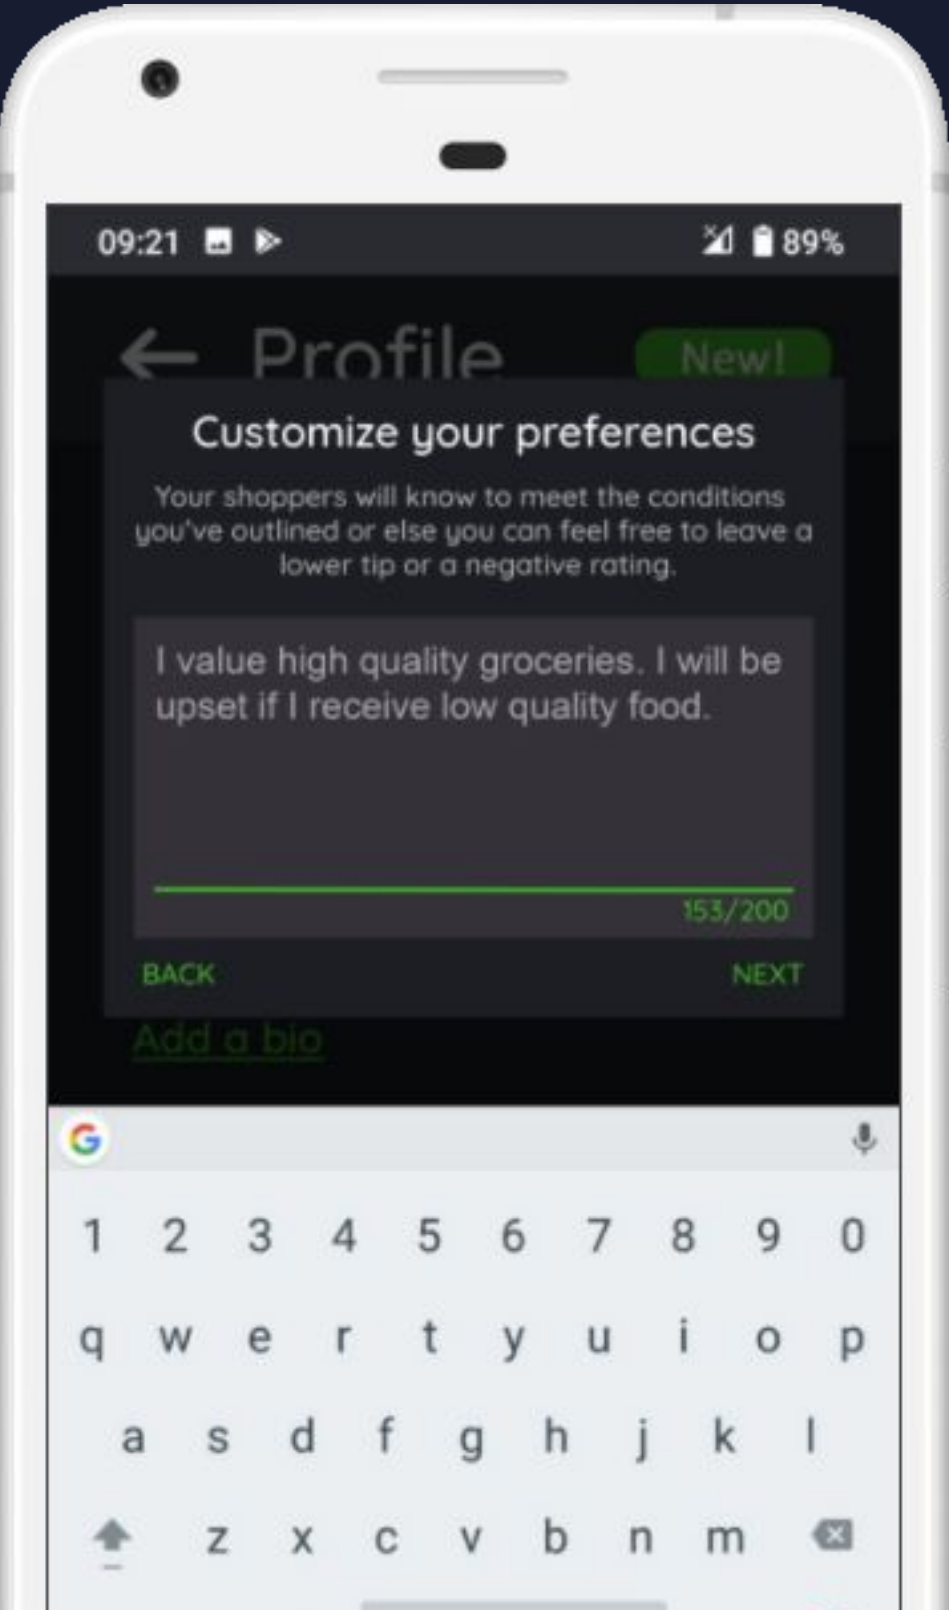 09:21
89%
Profile
New!
Customize your preferences
Your shoppers will know to meet the conditions
you've outlined or else you can feel free to leave a
lower tip or a negative rating.
I value high quality groceries. I will be
upset if I receive low quality food.
153/200
BACK
NEXT
Add a bio
G
1 2 3 4 5 6 7 8 9 0
q w e r t y u i o p
a s d f g h j k l
z x c v b n m